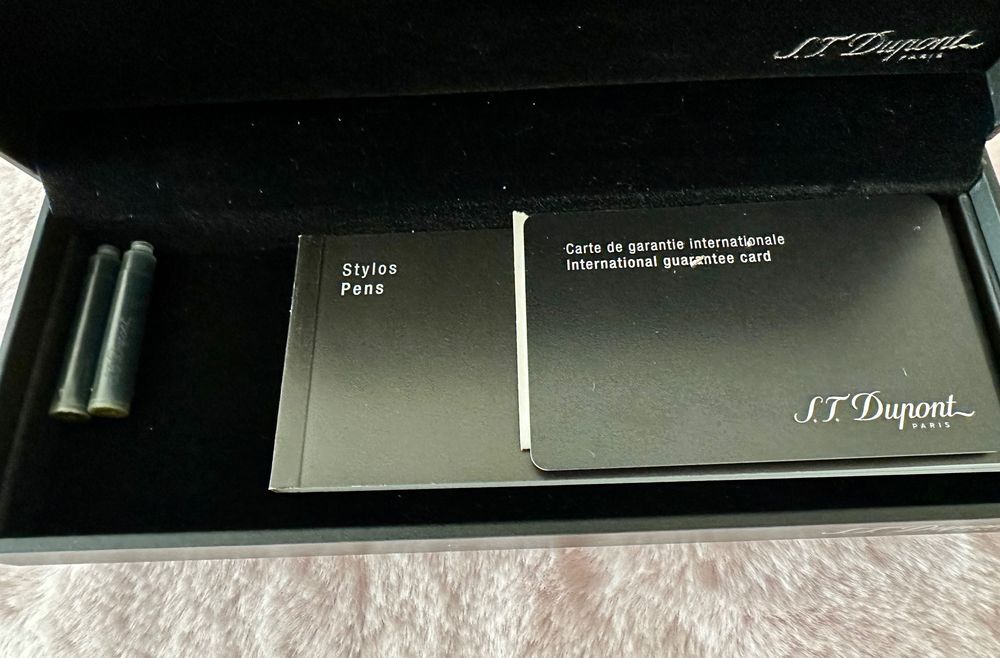 S.T. Dupont
PARIS
Stylos
Pens
Carte de garantie internationale
International guarantee card
S.T. Dupont
PARIS